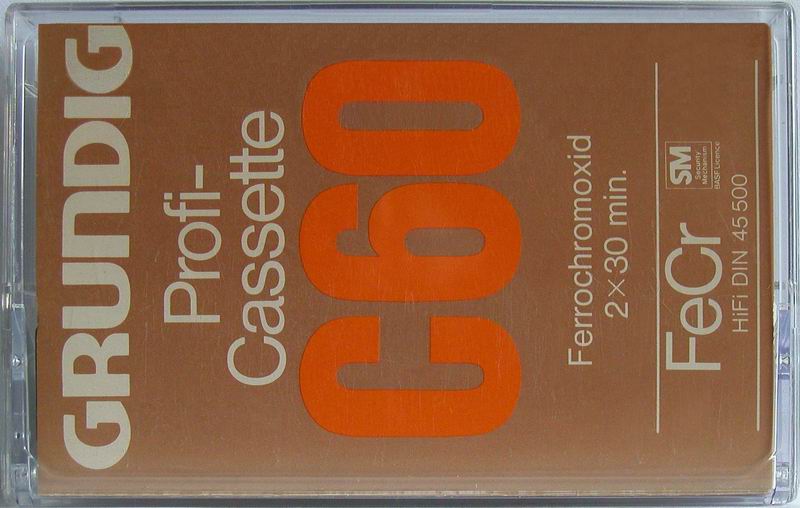 GRUNDIG
Profi-
Cassette
C60
Ferrochromoxid
2×30 min.
FeCr
HiFi DIN 45 500
SM
Security
Mechanism
BASF Licence